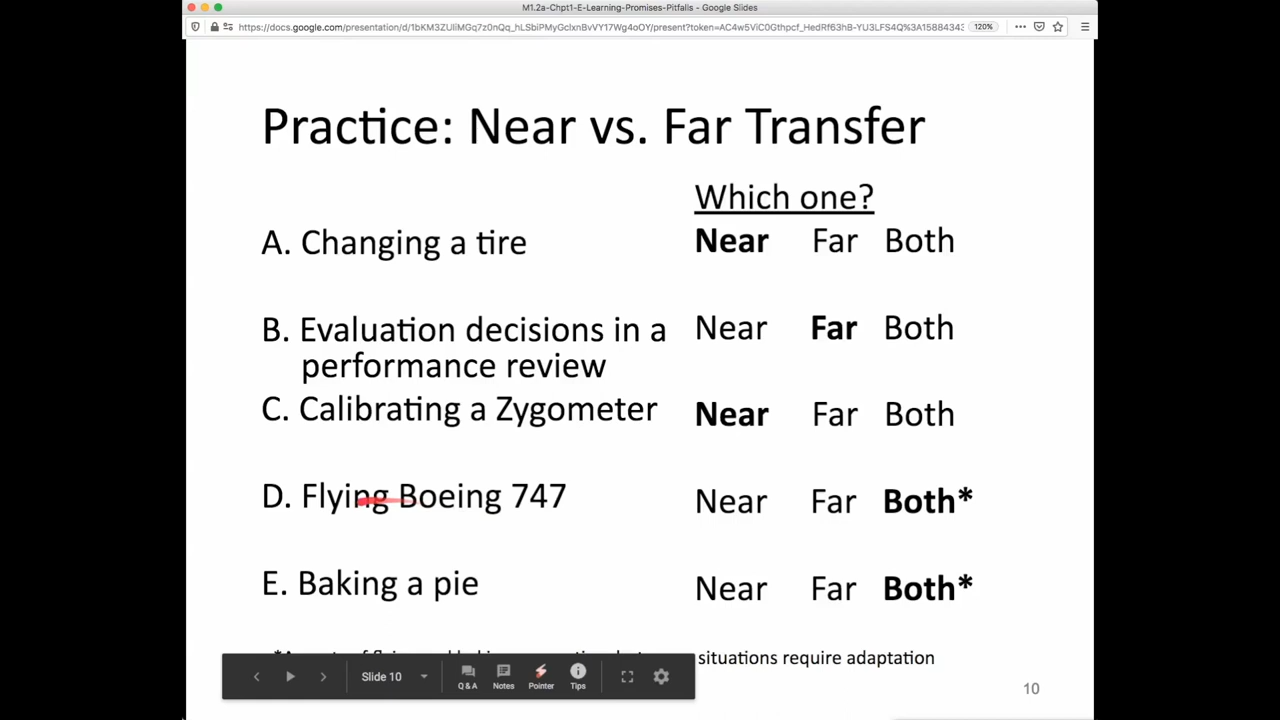 M1.2a-Chpt1-E-Learning-Promises-Pitfalls - Google Slides
120%
Practice: Near vs. Far Transfer
Which one?
A. Changing a tire Near Far Both
B. Evaluation decisions in a Near Far Both
performance review
C. Calibrating a Zygometer Near Far Both
D. Flying Boeing 747 Near Far Both*
E. Baking a pie Near Far Both*
situations require adaptation
Slide 10
Q & A Notes Pointer Tips
10